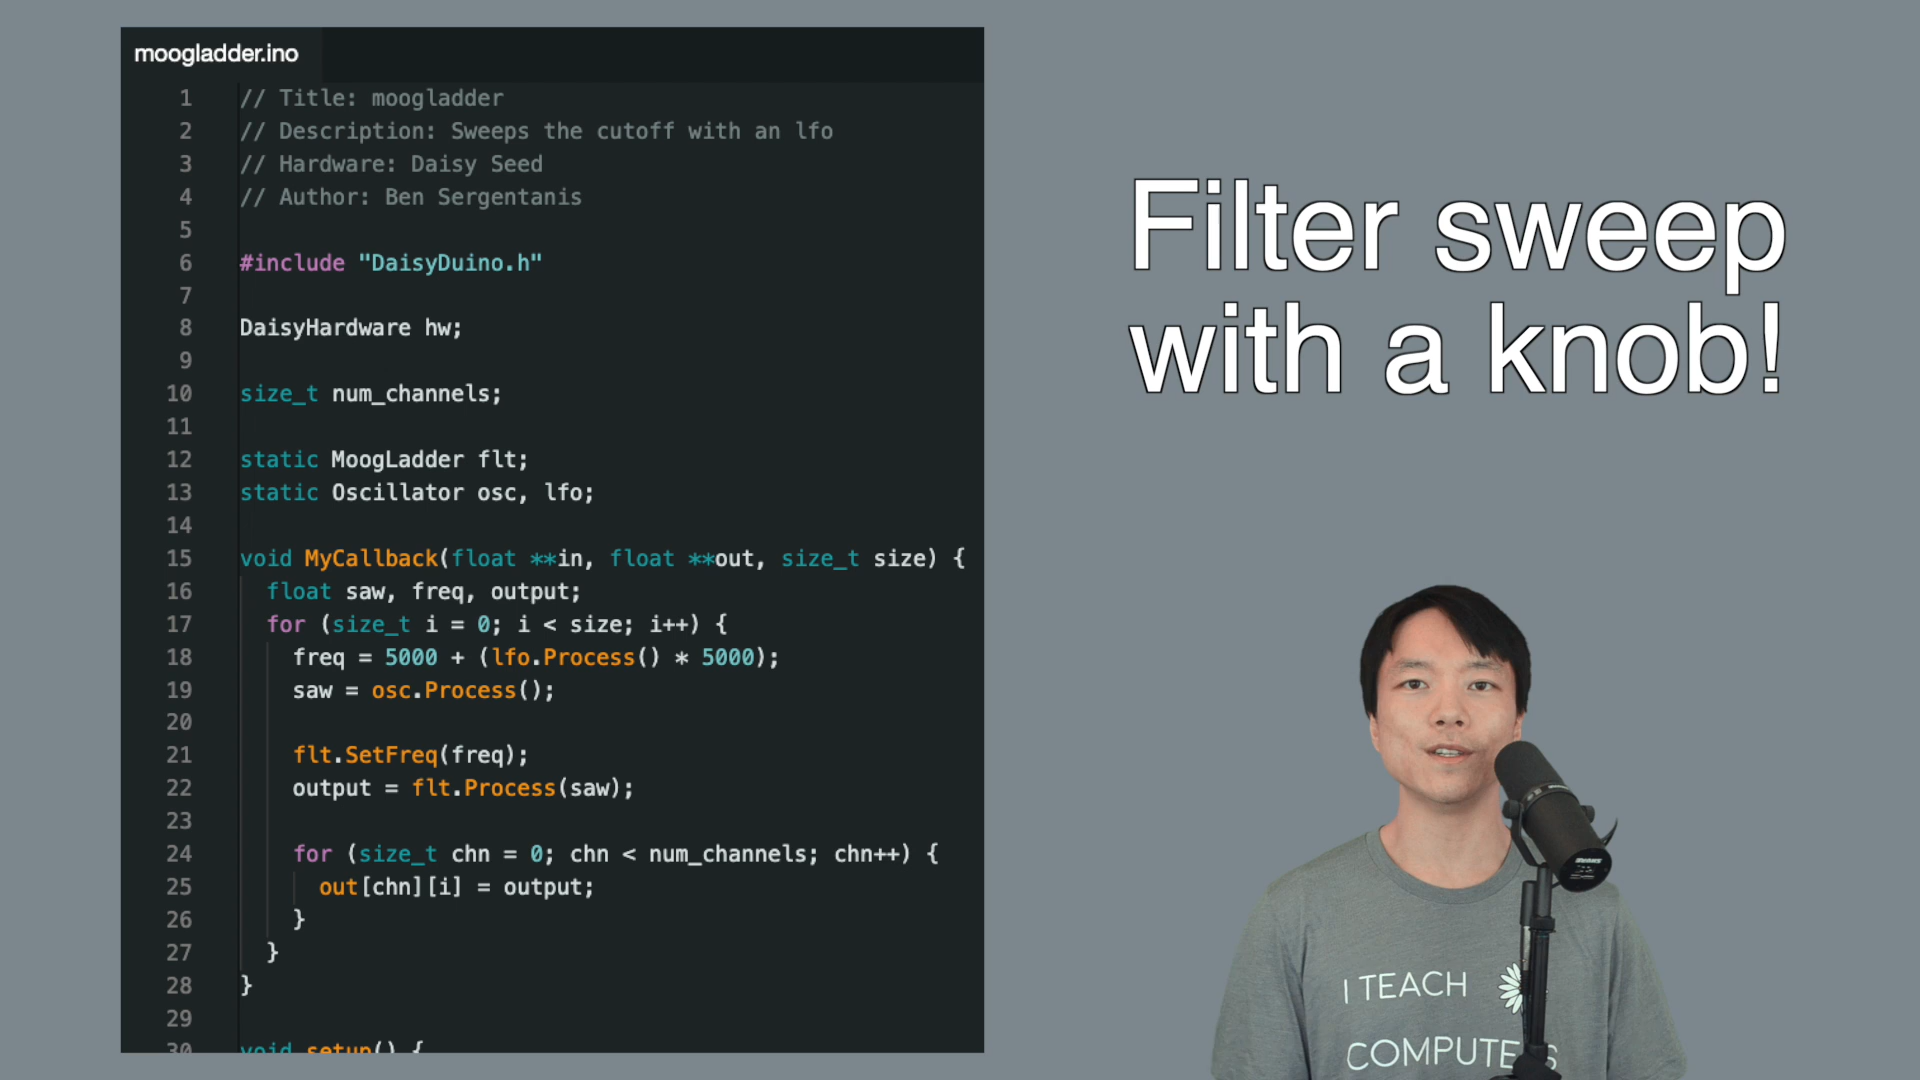 moogladder.ino
1 // Title: moogladder
2 // Description: Sweeps the cutoff with an lfo
3 // Hardware: Daisy Seed
4 // Author: Ben Sergentanis
5
6 #include "DaisyDuino.h"
7
8 DaisyHardware hw;
9
10 size_t num_channels;
11
12 static MoogLadder flt;
13 static Oscillator osc, lfo;
14
15 void MyCallback(float **in, float **out, size_t size) {
16 float saw, freq, output;
17 for (size_t i = 0; i < size; i++) {
18 freq = 5000 + (lfo.Process() * 5000);
19 saw = osc.Process();
20
21 flt.SetFreq(freq);
22 output = flt.Process(saw);
23
24 for (size_t chn = 0; chn < num_channels; chn++) {
25 out[chn][i] = output;
26 }
27 }
28 }
29
30 void setup() {
Filter sweep
with a knob!
I TEACH
COMPUTE S